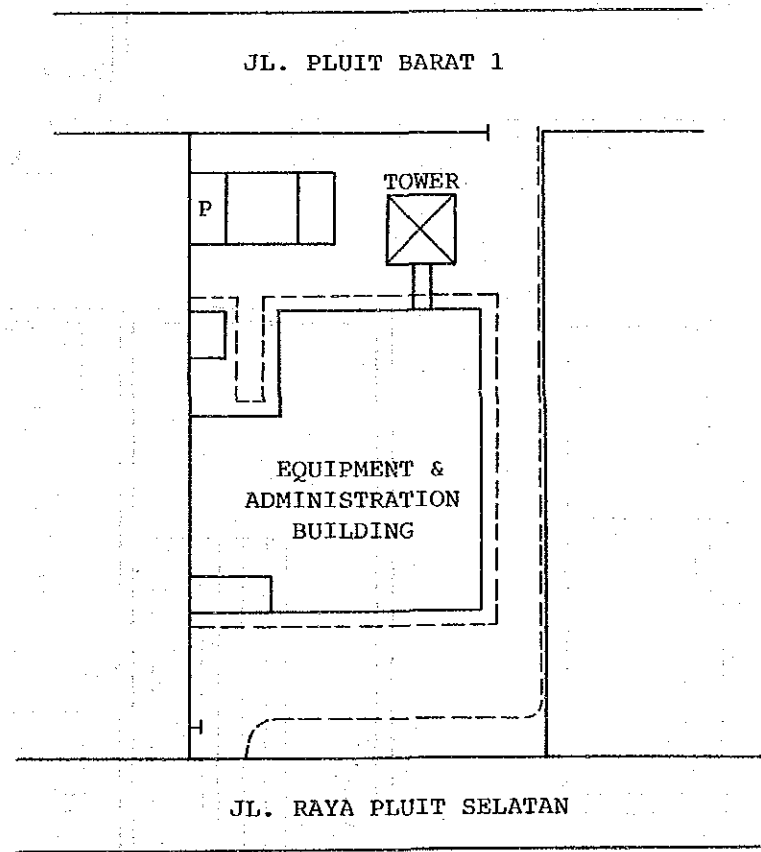 JL. PLUIT BARAT 1
TOWER
P
EQUIPMENT &
ADMINISTRATION
BUILDING
JL. RAYA PLUIT SELATAN